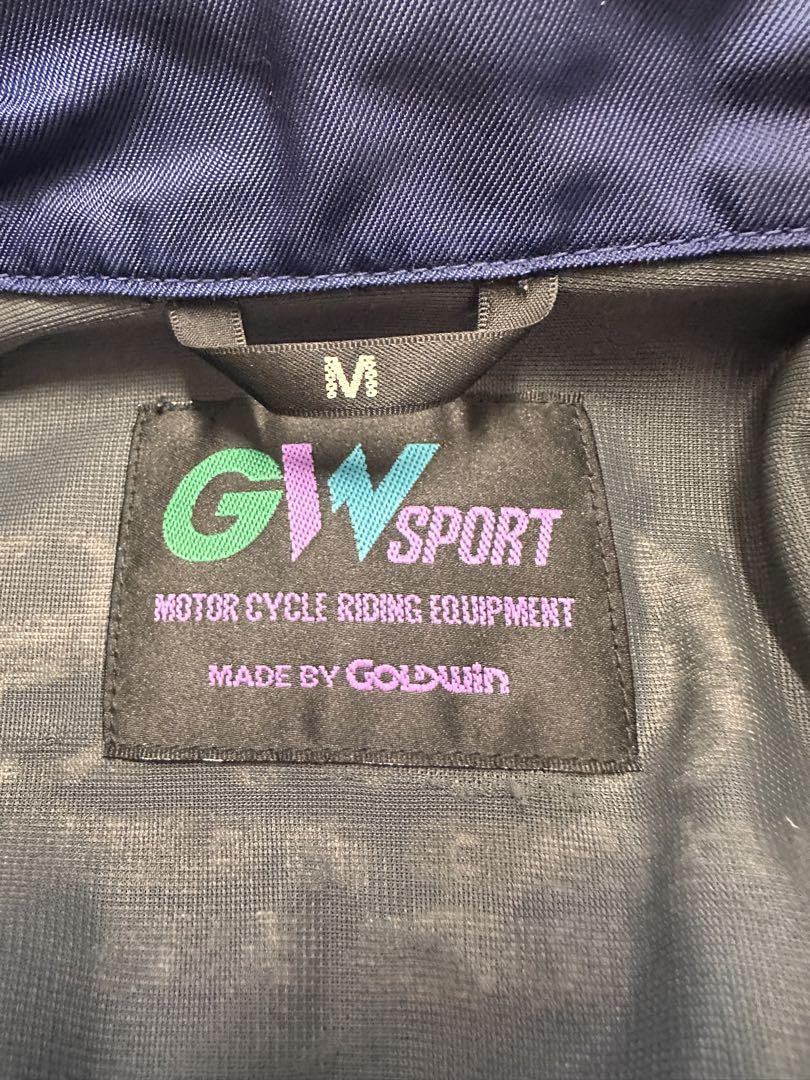 M
GW SPORT
MOTOR CYCLE RIDING EQUIPMENT
MADE BY GOLDWin